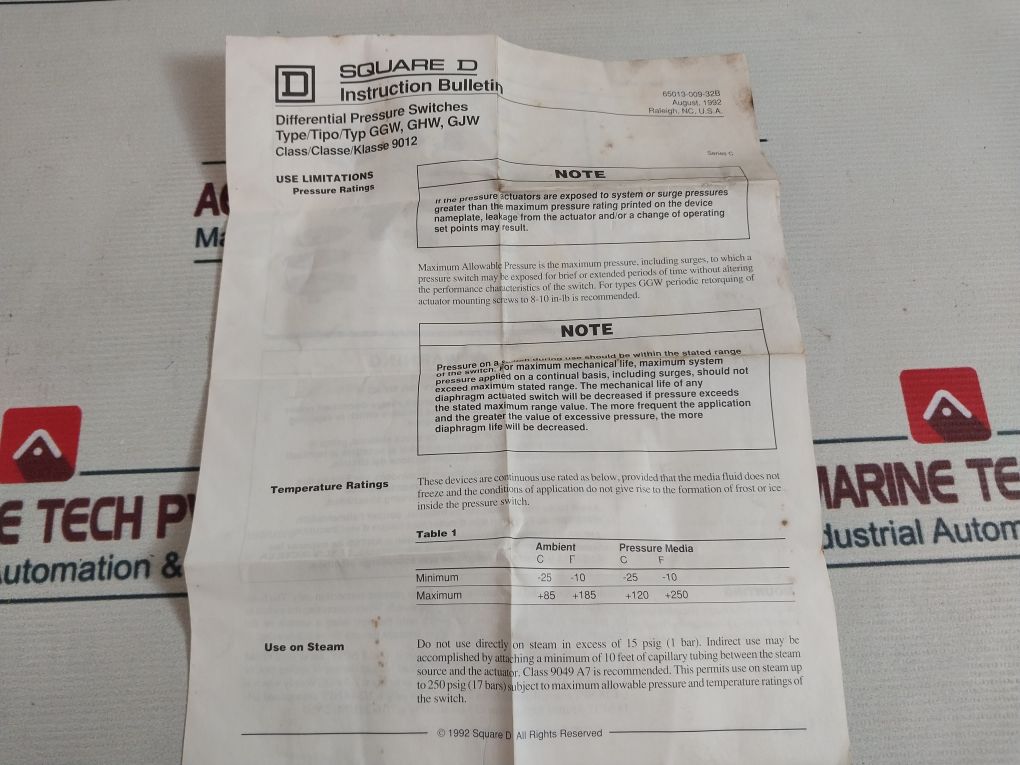 SQUARE D
Instruction Bulletin
65013-009-32B
August, 1992
Raleigh, NC, U.S.A.
Differential Pressure Switches
Type/Tipo/Typ GGW, GHW, GJW
Class/Classe/Klasse 9012
Series C
USE LIMITATIONS
Pressure Ratings
NOTE
If the pressure actuators are exposed to system or surge pressures
greater than the maximum pressure rating printed on the device
nameplate, leakage from the actuator and/or a change of operating
set points may result.
Maximum Allowable Pressure is the maximum pressure, including surges, to which a
pressure switch may be exposed for brief or extended periods of time without altering
the performance characteristics of the switch. For types GGW periodic retorquing of
actuator mounting screws to 8-10 in-lb is recommended.
NOTE
Pressure on a switch during use should be within the stated range
of the switch. For maximum mechanical life, maximum system
pressure applied on a continual basis, including surges, should not
exceed maximum stated range. The mechanical life of any
diaphragm actuated switch will be decreased if pressure exceeds
the stated maximum range value. The more frequent the application
and the greater the value of excessive pressure, the more
diaphragm life will be decreased.
Temperature Ratings
These devices are continuous use rated as below, provided that the media fluid does not
freeze and the conditions of application do not give rise to the formation of frost or ice
inside the pressure switch.
Table 1
Ambient Pressure Media
C F C F
Minimum -25 -10 -25 -10
Maximum +85 +185 +120 +250
Use on Steam
Do not use directly on steam in excess of 15 psig (1 bar). Indirect use may be
accomplished by attaching a minimum of 10 feet of capillary tubing between the steam
source and the actuator. Class 9049 A7 is recommended. This permits use on steam up
to 250 psig (17 bars) subject to maximum allowable pressure and temperature ratings of
the switch.
© 1992 Square D All Rights Reserved
E TECH P
utomation &
MARINE TE
dustrial Autom